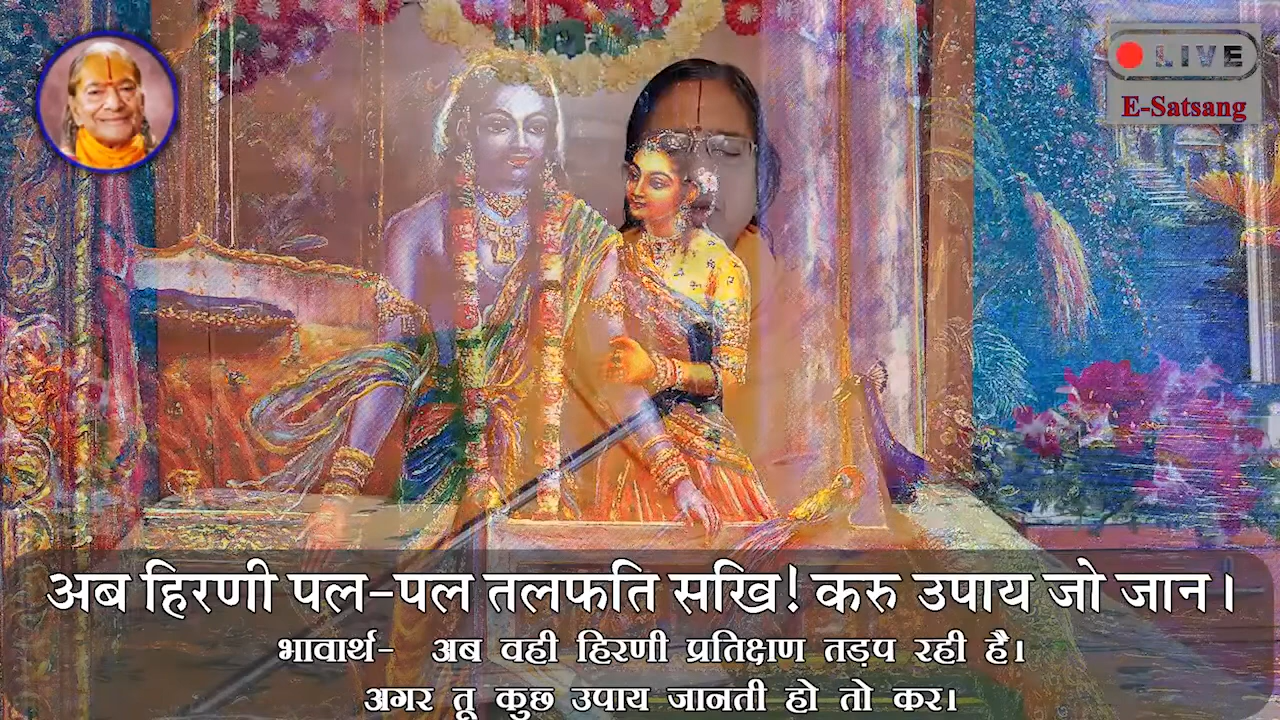 LIVE
E-Satsang
अब हिरणी पल-पल तलफति सखि! करु उपाय जो जान।
भावार्थ- अब वही हिरणी प्रतिक्षण तड़प रही है।
अगर तू कुछ उपाय जानती हो तो कर।